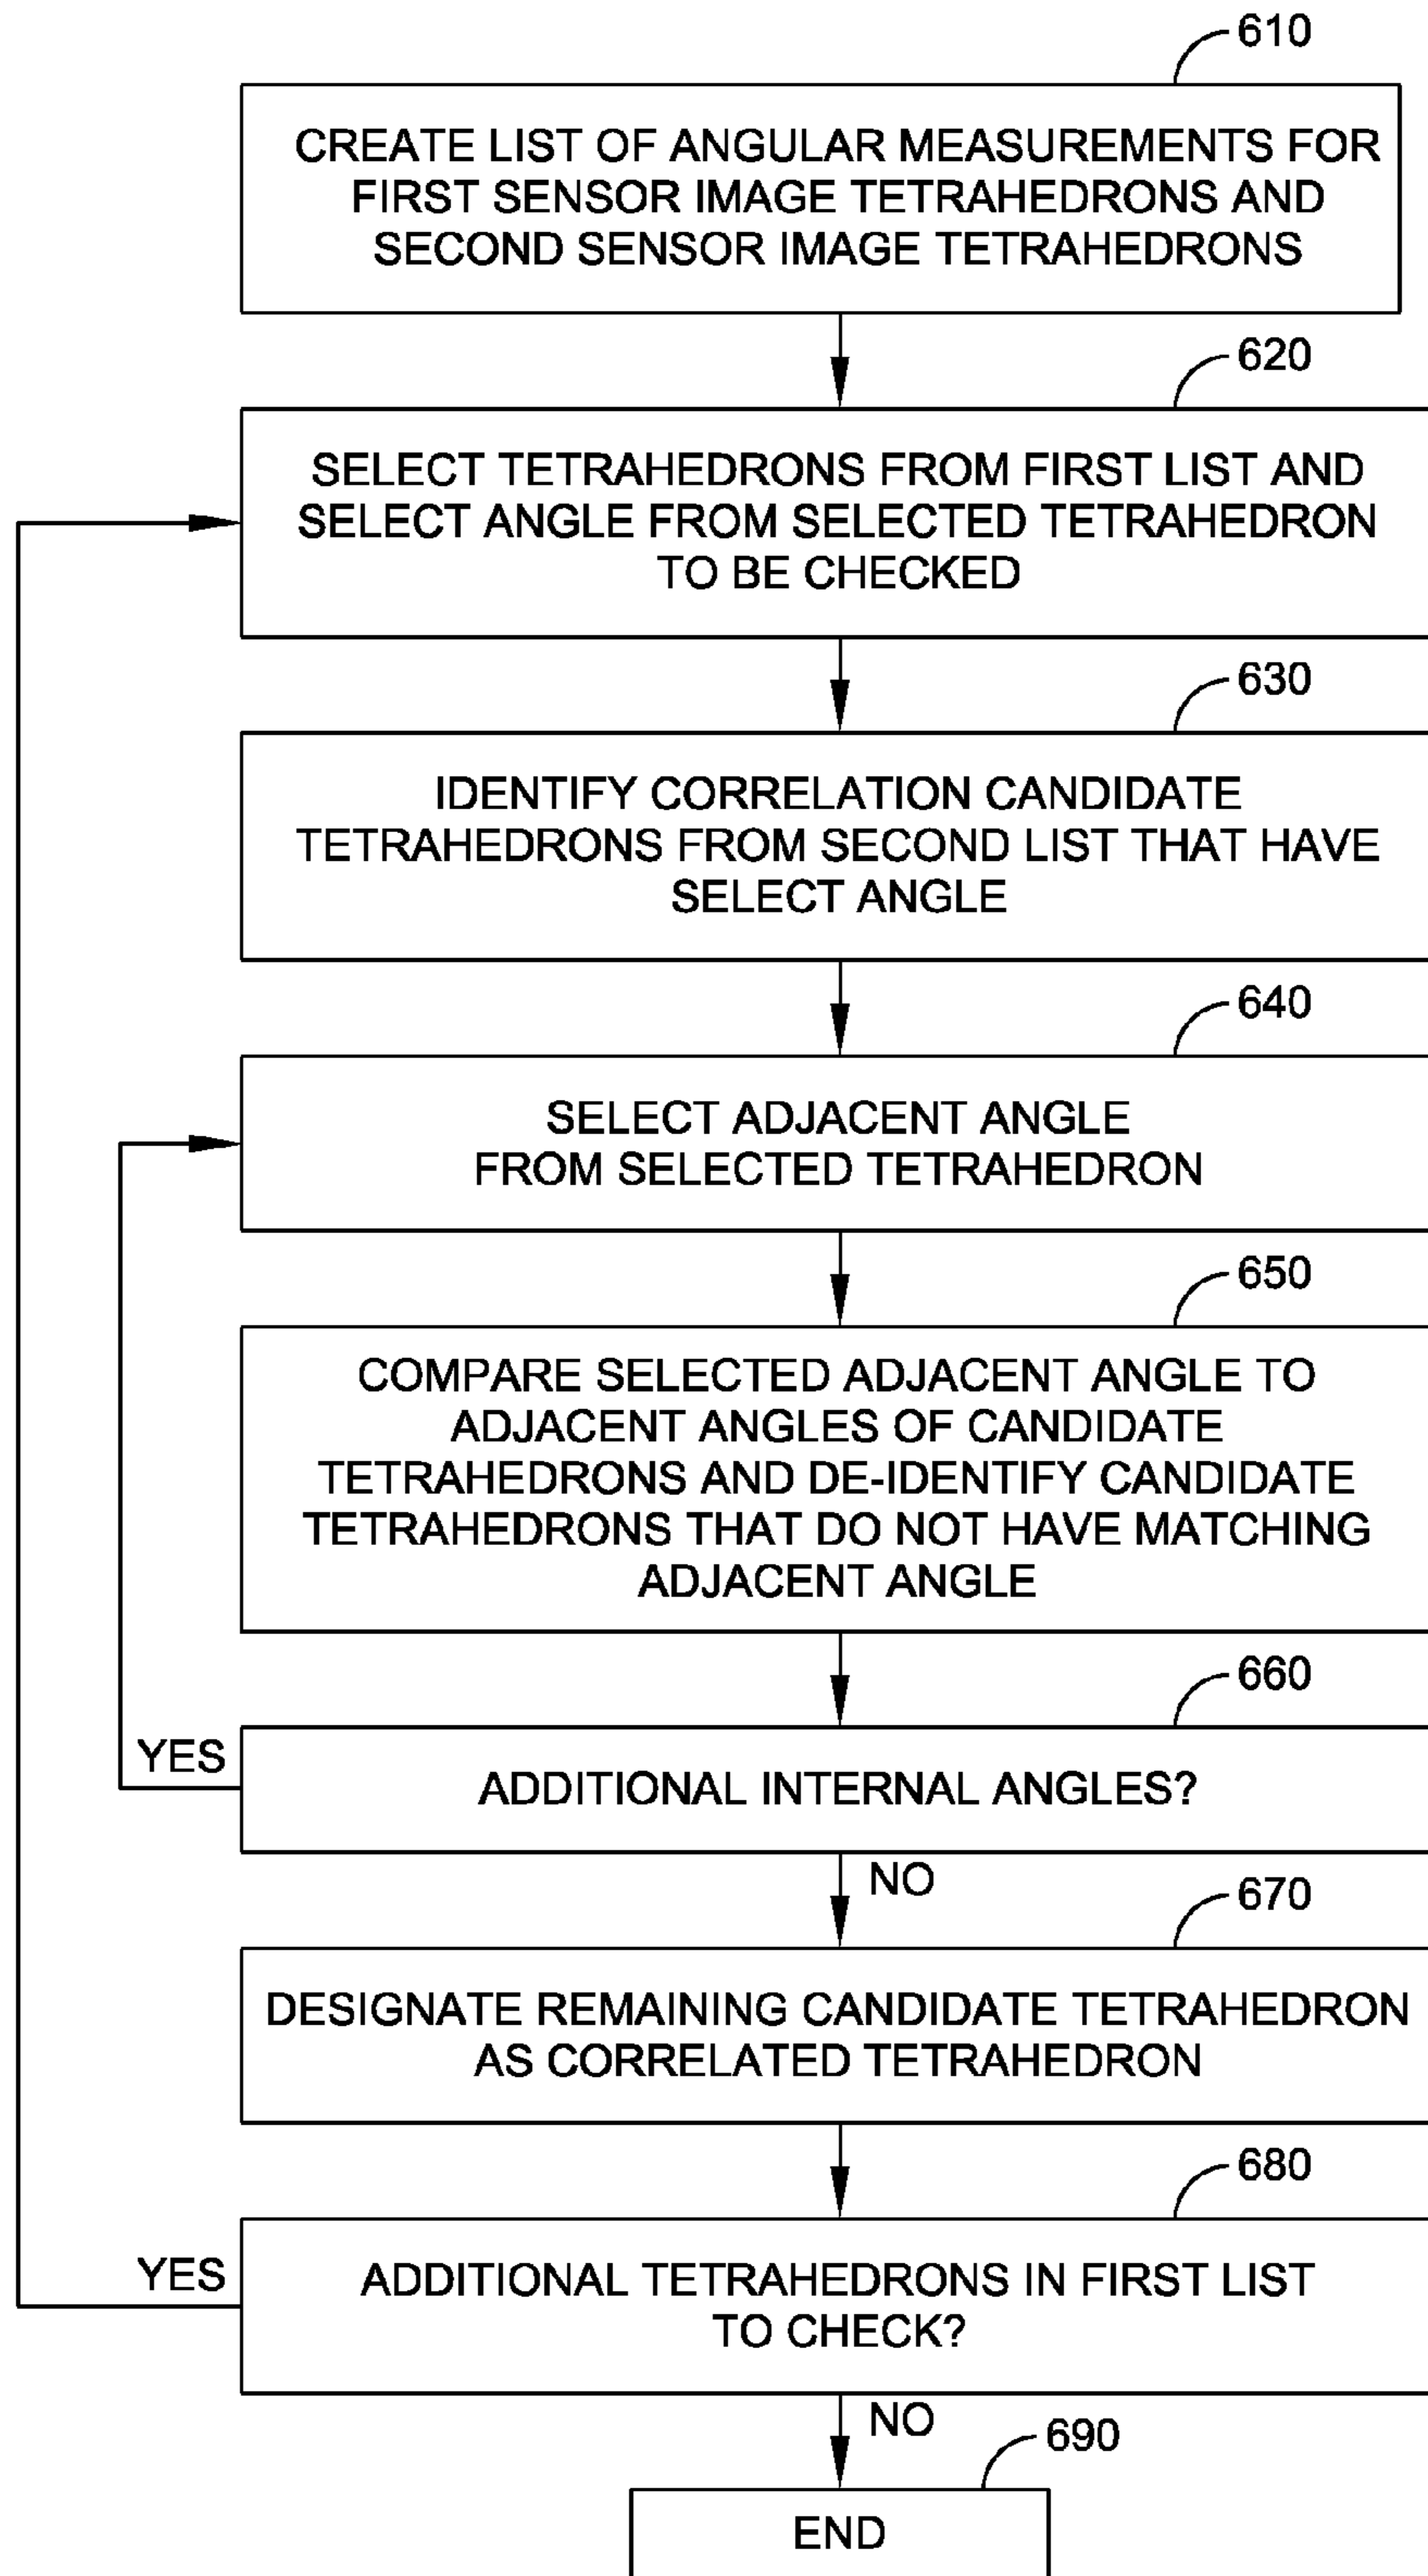 610
CREATE LIST OF ANGULAR MEASUREMENTS FOR
FIRST SENSOR IMAGE TETRAHEDRONS AND
SECOND SENSOR IMAGE TETRAHEDRONS
620
SELECT TETRAHEDRONS FROM FIRST LIST AND
SELECT ANGLE FROM SELECTED TETRAHEDRON
TO BE CHECKED
630
IDENTIFY CORRELATION CANDIDATE
TETRAHEDRONS FROM SECOND LIST THAT HAVE
SELECT ANGLE
640
SELECT ADJACENT ANGLE
FROM SELECTED TETRAHEDRON
650
COMPARE SELECTED ADJACENT ANGLE TO
ADJACENT ANGLES OF CANDIDATE
TETRAHEDRONS AND DE-IDENTIFY CANDIDATE
TETRAHEDRONS THAT DO NOT HAVE MATCHING
ADJACENT ANGLE
660
YES
ADDITIONAL INTERNAL ANGLES?
NO
670
DESIGNATE REMAINING CANDIDATE TETRAHEDRON
AS CORRELATED TETRAHEDRON
680
YES
ADDITIONAL TETRAHEDRONS IN FIRST LIST
TO CHECK?
NO
690
END